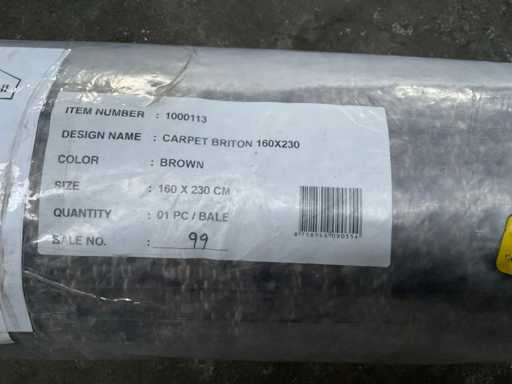 ITEM NUMBER : 1000113
DESIGN NAME : CARPET BRITON 160X230
COLOR : BROWN
SIZE : 160 X 230 CM
QUANTITY : 01 PC / BALE
BALE NO. : 99